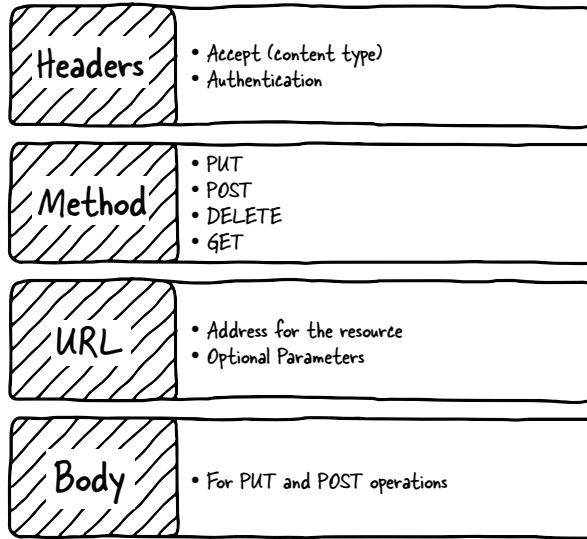 Headers
• Accept (content type)
• Authentication
Method
• PUT
• POST
• DELETE
• GET
URL
• Address for the resource
• Optional Parameters
Body
• For PUT and POST operations